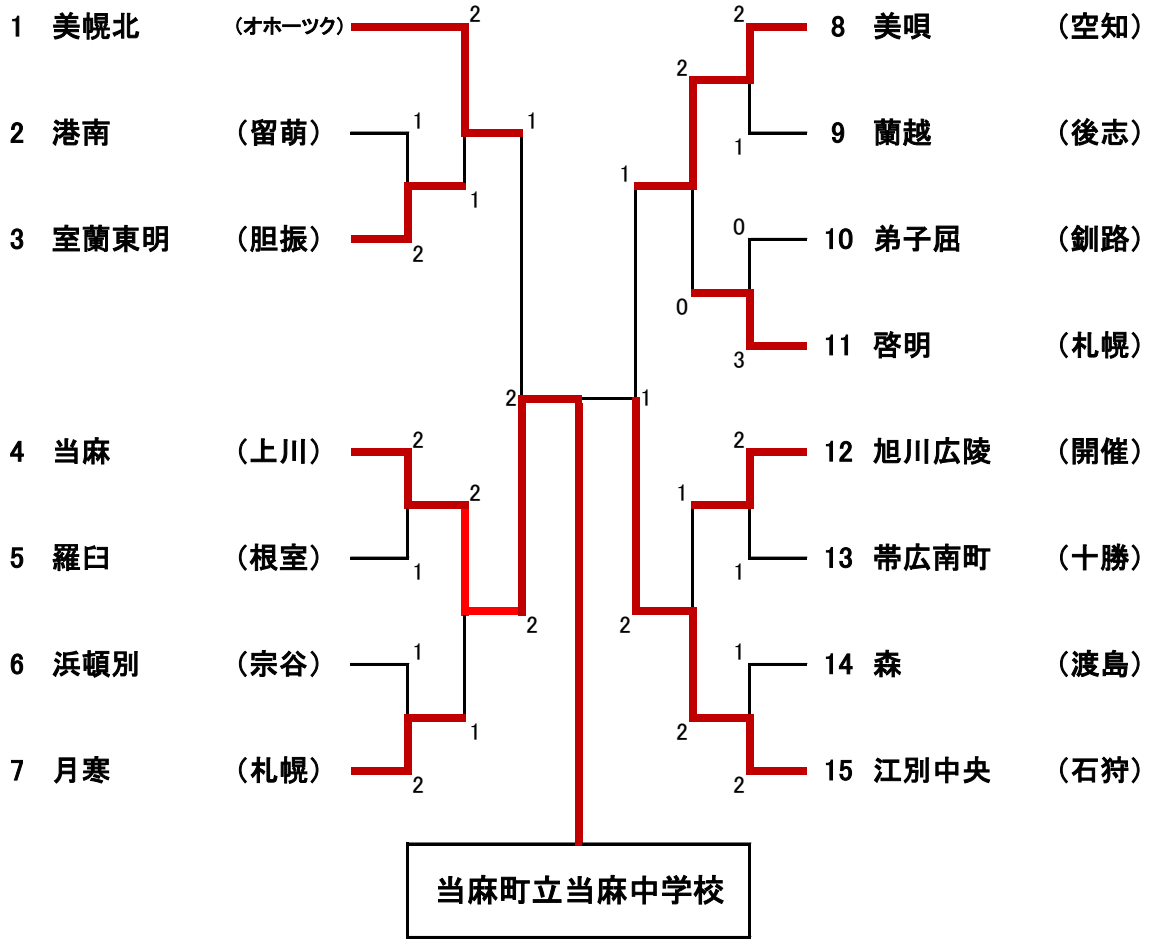 1 美幌北 (オホーツク) 2 2 8 美唄 (空知)
2
2 港南 (留萌) 1 1 9 蘭越 (後志)
1
1 1
3 室蘭東明 (胆振) 2 0 10 弟子屈 (釧路)
0
3 11 啓明 (札幌)
2 1
4 当麻 (上川) 2 2 12 旭川広陵 (開催)
2 1
5 羅臼 (根室) 1 1 13 帯広南町 (十勝)
2 2
6 浜頓別 (宗谷) 1 1 14 森 (渡島)
1 2
7 月寒 (札幌) 2 2 15 江別中央 (石狩)
当麻町立当麻中学校